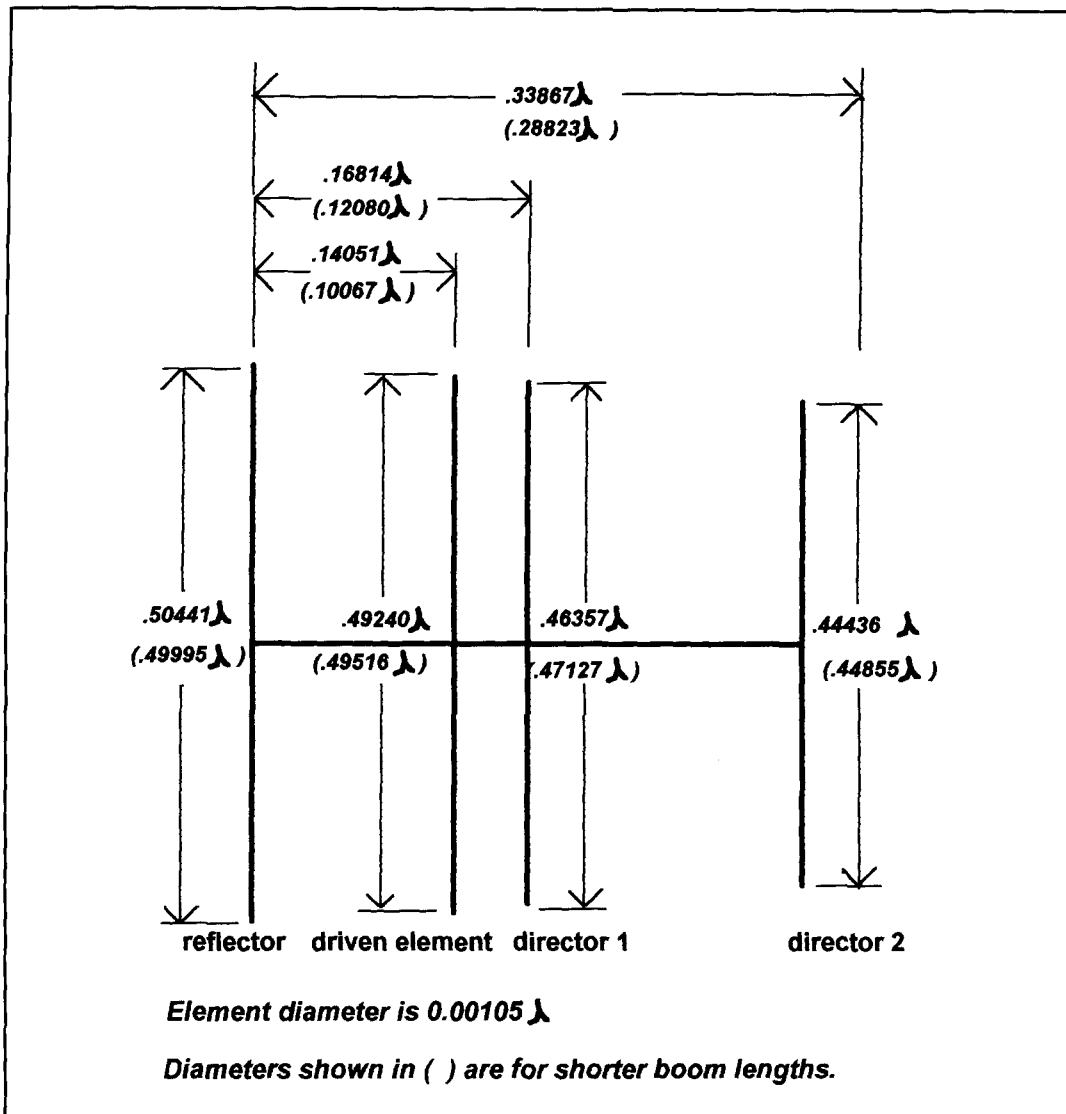 .33867λ
(.28823λ )
.16814λ
(.12080λ )
.14051λ
(.10067λ )
.50441λ
(.49995λ )
.49240λ
(.49516λ )
.46357λ
(.47127λ )
.44436 λ
(.44855λ )
reflector driven element director 1 director 2
Element diameter is 0.00105 λ
Diameters shown in ( ) are for shorter boom lengths.